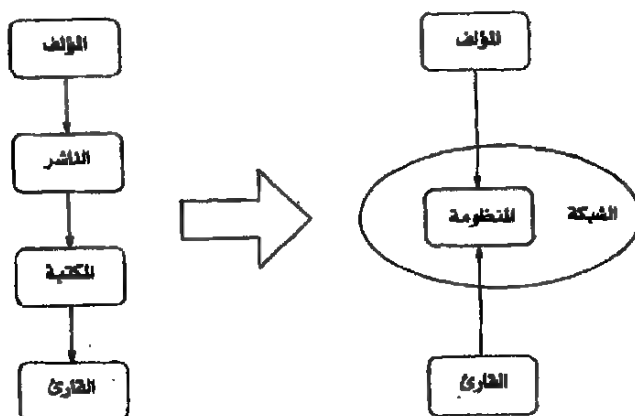 المؤلف
الناشر
المكتبة
القارئ
المؤلف
المنظومة
الشبكة
القارئ